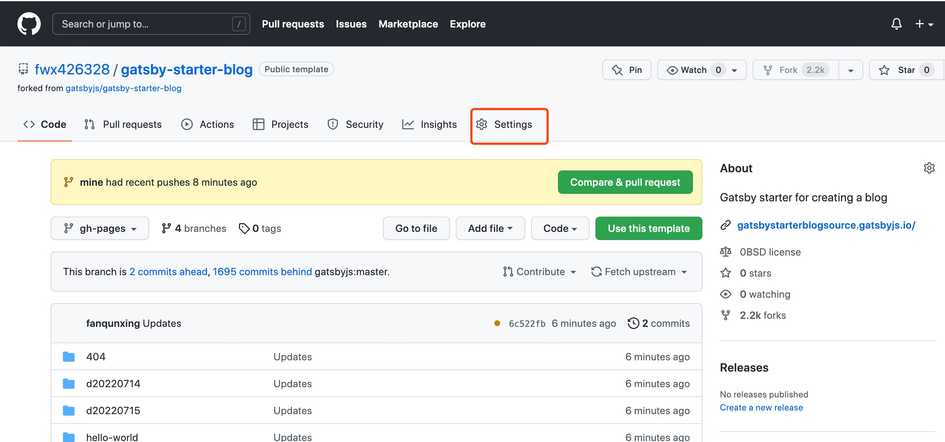 Search or jump to... / Pull requests Issues Marketplace Explore
fwx426328 / gatsby-starter-blog Public template Pin Watch 0 Fork 2.2k Star 0
forked from gatsbyjs/gatsby-starter-blog
Code Pull requests Actions Projects Security Insights Settings
mine had recent pushes 8 minutes ago Compare & pull request
gh-pages 4 branches 0 tags Go to file Add file Code Use this template
This branch is 2 commits ahead, 1695 commits behind gatsbyjs:master. Contribute Fetch upstream
fanqunxing Updates 6c522fb 6 minutes ago 2 commits
404 Updates 6 minutes ago
d20220714 Updates 6 minutes ago
d20220715 Updates 6 minutes ago
hello-world Updates 6 minutes ago
About
Gatsby starter for creating a blog
gatsbystarterblogsource.gatsbyjs.io/
0BSD license
0 stars
0 watching
2.2k forks
Releases
No releases published
Create a new release